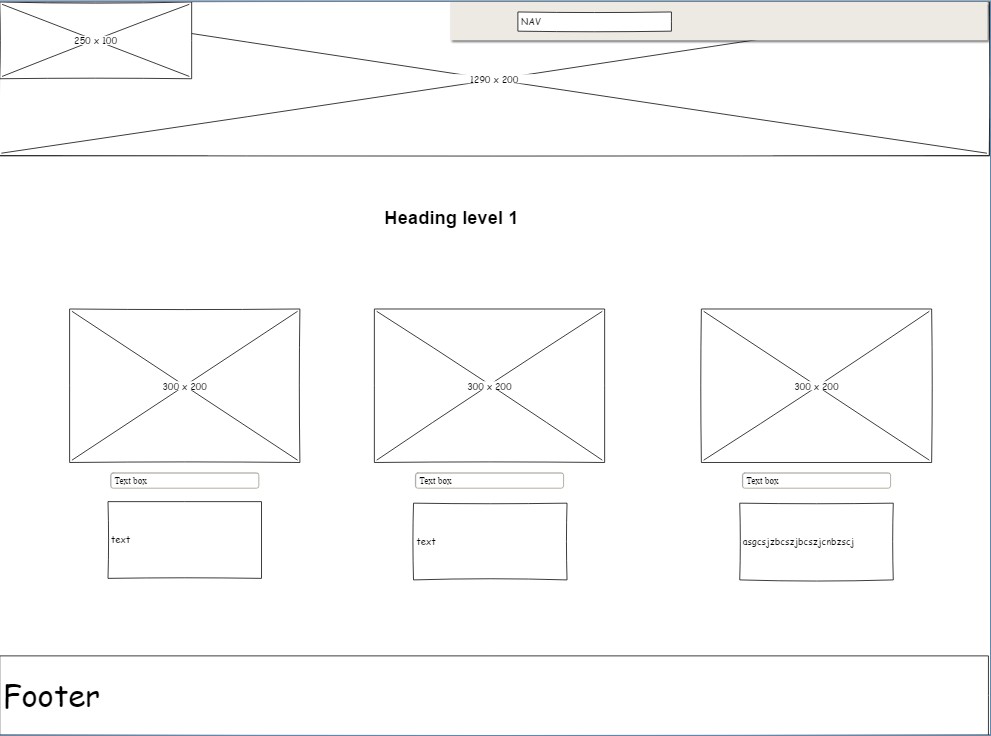 250 x 100
NAV
1290 x 200
Heading level 1
300 x 200
300 x 200
300 x 200
Text box
Text box
Text box
text
text
asgcsjzbcszjbcszjcnbzscj
Footer